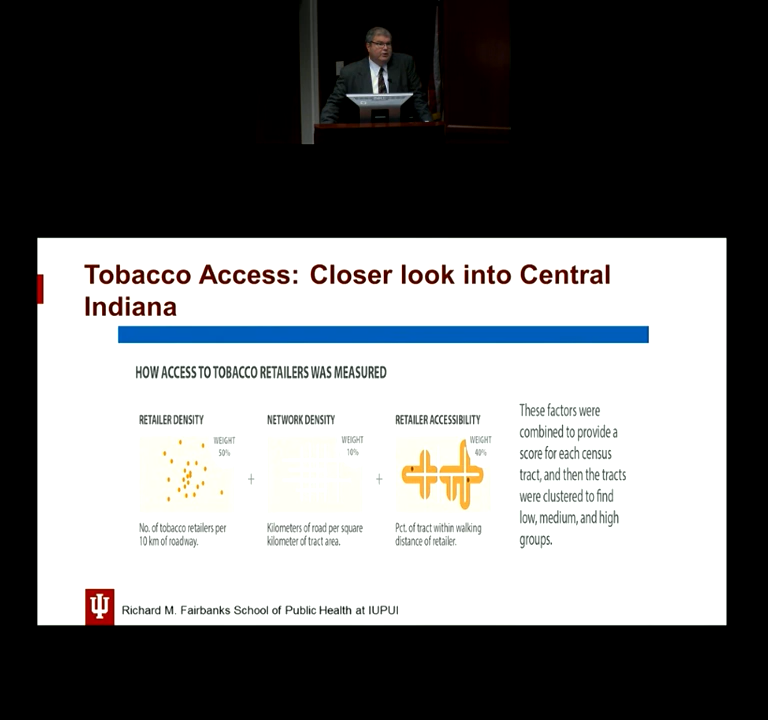 Tobacco Access: Closer look into Central
Indiana
HOW ACCESS TO TOBACCO RETAILERS WAS MEASURED
RETAILER DENSITY
WEIGHT
50%
No. of tobacco retailers per
10 km of roadway.
+
NETWORK DENSITY
WEIGHT
10%
Kilometers of road per square
kilometer of tract area.
+
RETAILER ACCESSIBILITY
WEIGHT
40%
Pct. of tract within walking
distance of retailer.
These factors were
combined to provide a
score for each census
tract, and then the tracts
were clustered to find
low, medium, and high
groups.
Richard M. Fairbanks School of Public Health at IUPUI